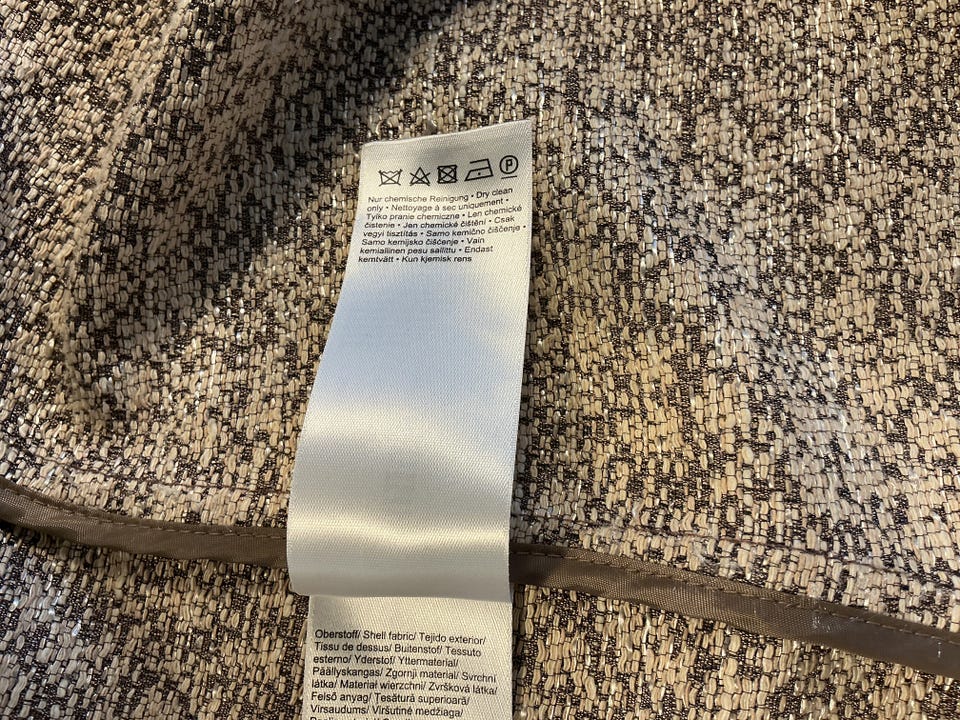 P
Nur chemische Reinigung • Dry clean
only • Nettoyage à sec uniquement •
Tylko pranie chemiczne • Len chemické
čistenie • Jen chemické čištění • Csak
vegyi tisztítás • Samo kemično čiščenje •
Samo kemijsko čišćenje • Vain
kemiallinen pesu sallittu • Endast
kemtvätt • Kun kjemisk rens
Oberstoff/ Shell fabric/ Tejido exterior/
Tissu de dessus/ Buitenstof/ Tessuto
esterno/ Yderstof/ Yttermaterial/
Päällyskangas/ Zgornji material/ Svrchní
látka/ Materiał wierzchni/ Zvršková látka/
Felső anyag/ Țesătură superioară/
Virsaudums/ Viršutinė medžiaga/